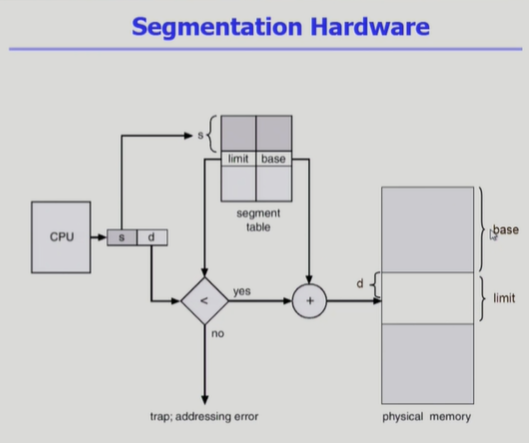 Segmentation Hardware
s
limit base
segment
table
CPU
s d
base
d
limit
<
yes
+
no
trap; addressing error
physical memory